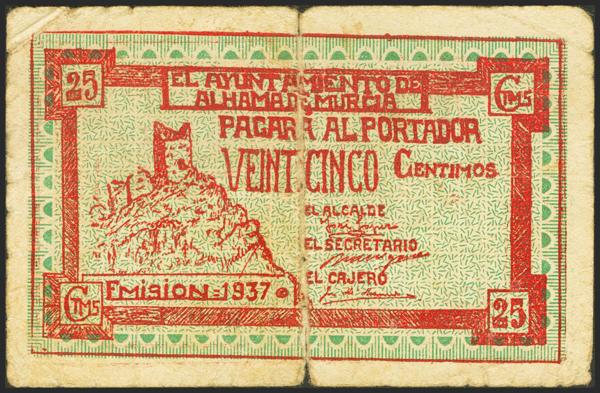 25
CTMS
EL AYUNTAMIENTO DE
ALHAMA DE MURCIA
PAGARA AL PORTADOR
VEINTICINCO CENTIMOS
EL ALCALDE
EL SECRETARIO
EL CAJERO
EMISION=1937
CTMS
25